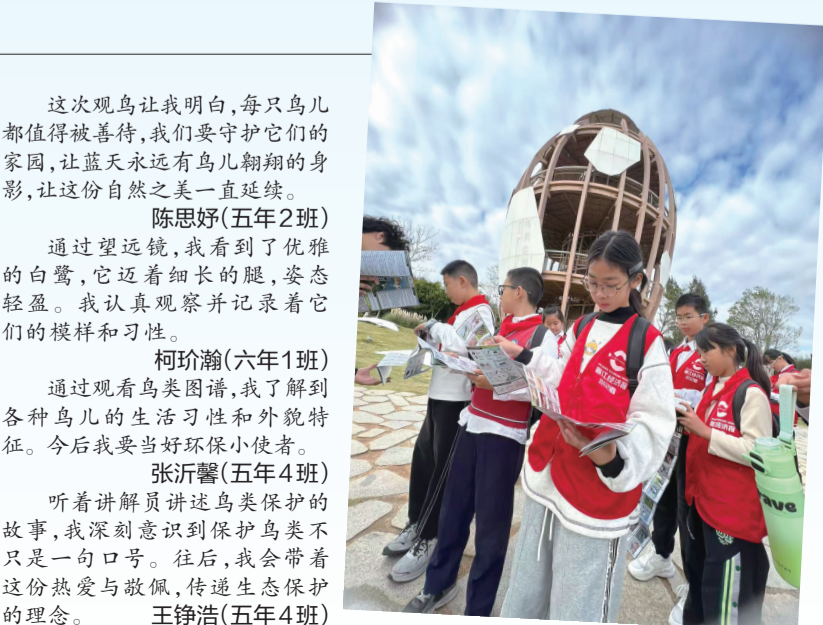 这次观鸟让我明白,每只鸟儿
都值得被善待,我们要守护它们的
家园,让蓝天永远有鸟儿翱翔的身
影,让这份自然之美一直延续。
陈思妤(五年2班)
通过望远镜,我看到了优雅
的白鹭,它迈着细长的腿,姿态
轻盈。我认真观察并记录着它
们的模样和习性。
柯玠瀚(六年1班)
通过观看鸟类图谱,我了解到
各种鸟儿的生活习性和外貌特
征。今后我要当好环保小使者。
张沂馨(五年4班)
听着讲解员讲述鸟类保护的
故事,我深刻意识到保护鸟类不
只是一句口号。往后,我会带着
这份热爱与敬佩,传递生态保护
的理念。 王铮浩(五年4班)
晋江经济报
rave